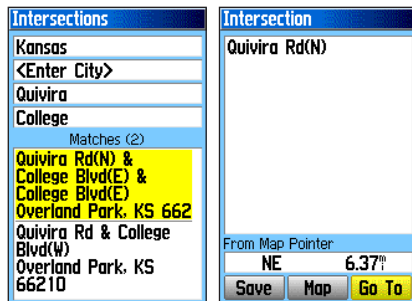 Intersections
Kansas
<Enter City>
Quivira
College
Matches (2)
Quivira Rd(N) &
College Blvd(E) &
College Blvd(E)
Overland Park, KS 662
Quivira Rd & College
Blvd(W)
Overland Park, KS
66210
Intersection
Quivira Rd(N)
From Map Pointer
NE 6.37mi
Save Map Go To